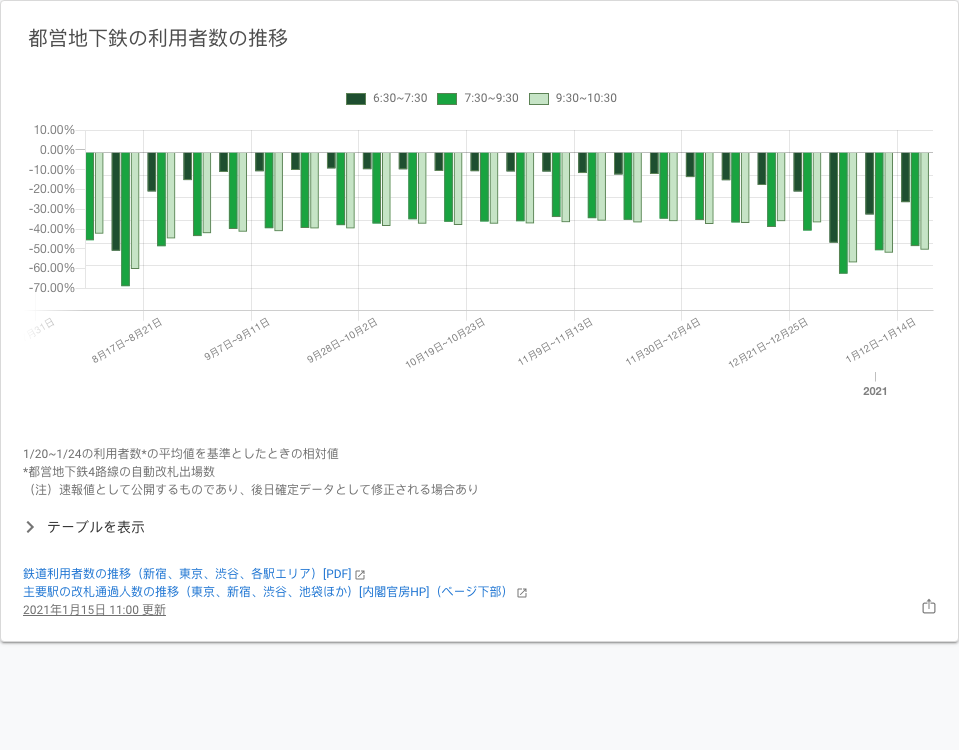 都営地下鉄の利用者数の推移
6:30~7:30 7:30~9:30 9:30~10:30
10.00%
0.00%
-10.00%
-20.00%
-30.00%
-40.00%
-50.00%
-60.00%
-70.00%
31日 8月17日~8月21日 9月7日~9月11日 9月28日~10月2日 10月19日~10月23日 11月9日~11月13日 11月30日~12月4日 12月21日~12月25日 1月12日~1月14日
2021
1/20~1/24の利用者数*の平均値を基準としたときの相対値
*都営地下鉄4路線の自動改札出場数
（注）速報値として公開するものであり、後日確定データとして修正される場合あり
テーブルを表示
鉄道利用者数の推移（新宿、東京、渋谷、各駅エリア）[PDF]
主要駅の改札通過人数の推移（東京、新宿、渋谷、池袋ほか）[内閣官房HP]（ページ下部）
2021年1月15日 11:00 更新